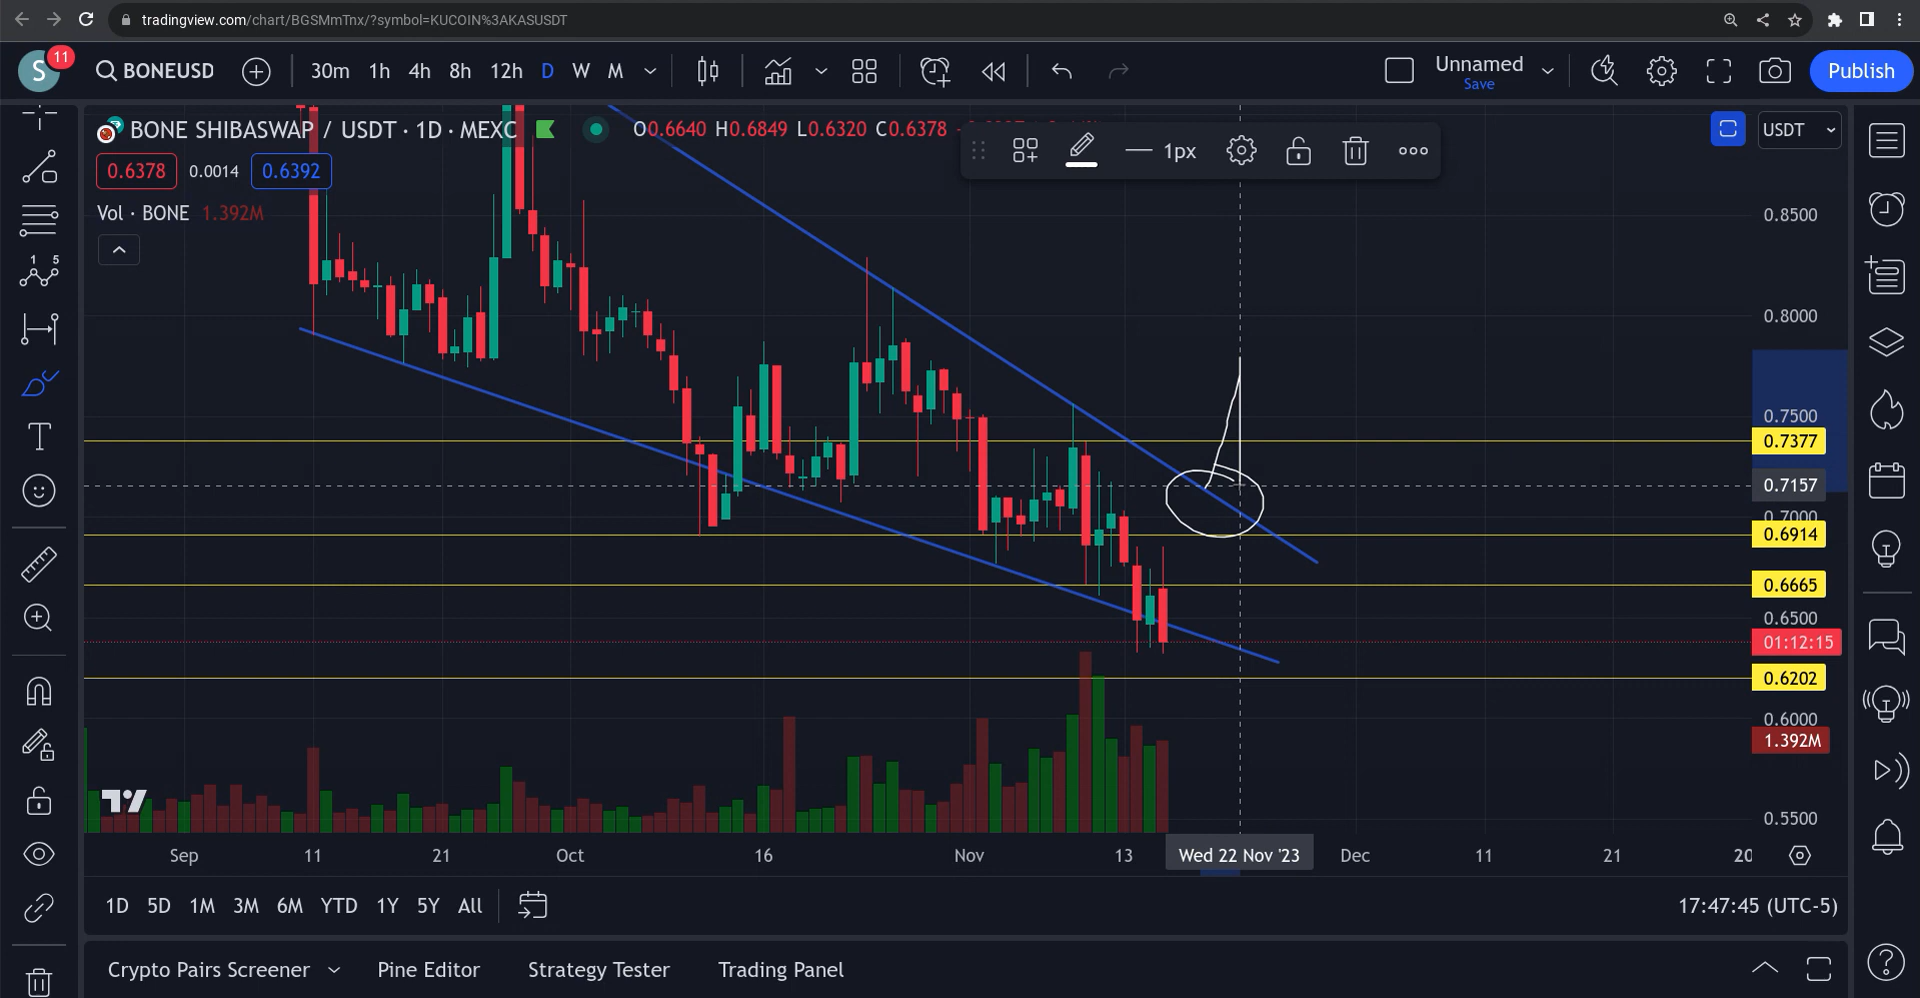 tradingview.com/chart/BGSMmTnx/?symbol=KUCOIN%3AKASUSDT
S 11 BONEUSD 30m 1h 4h 8h 12h D W M Unnamed Save Publish
BONE SHIBASWAP / USDT · 1D · MEXC O0.6640 H0.6849 L0.6320 C0.6378
USDT
1px
0.6378 0.0014 0.6392
Vol · BONE 1.392M
1 5
T
0.8500
0.8000
0.7500
0.7377
0.7157
0.7000
0.6914
0.6665
0.6500
01:12:15
0.6202
0.6000
1.392M
0.5500
Sep 11 21 Oct 16 Nov 13 Wed 22 Nov '23 Dec 11 21 20
1D 5D 1M 3M 6M YTD 1Y 5Y All 17:47:45 (UTC-5)
Crypto Pairs Screener Pine Editor Strategy Tester Trading Panel